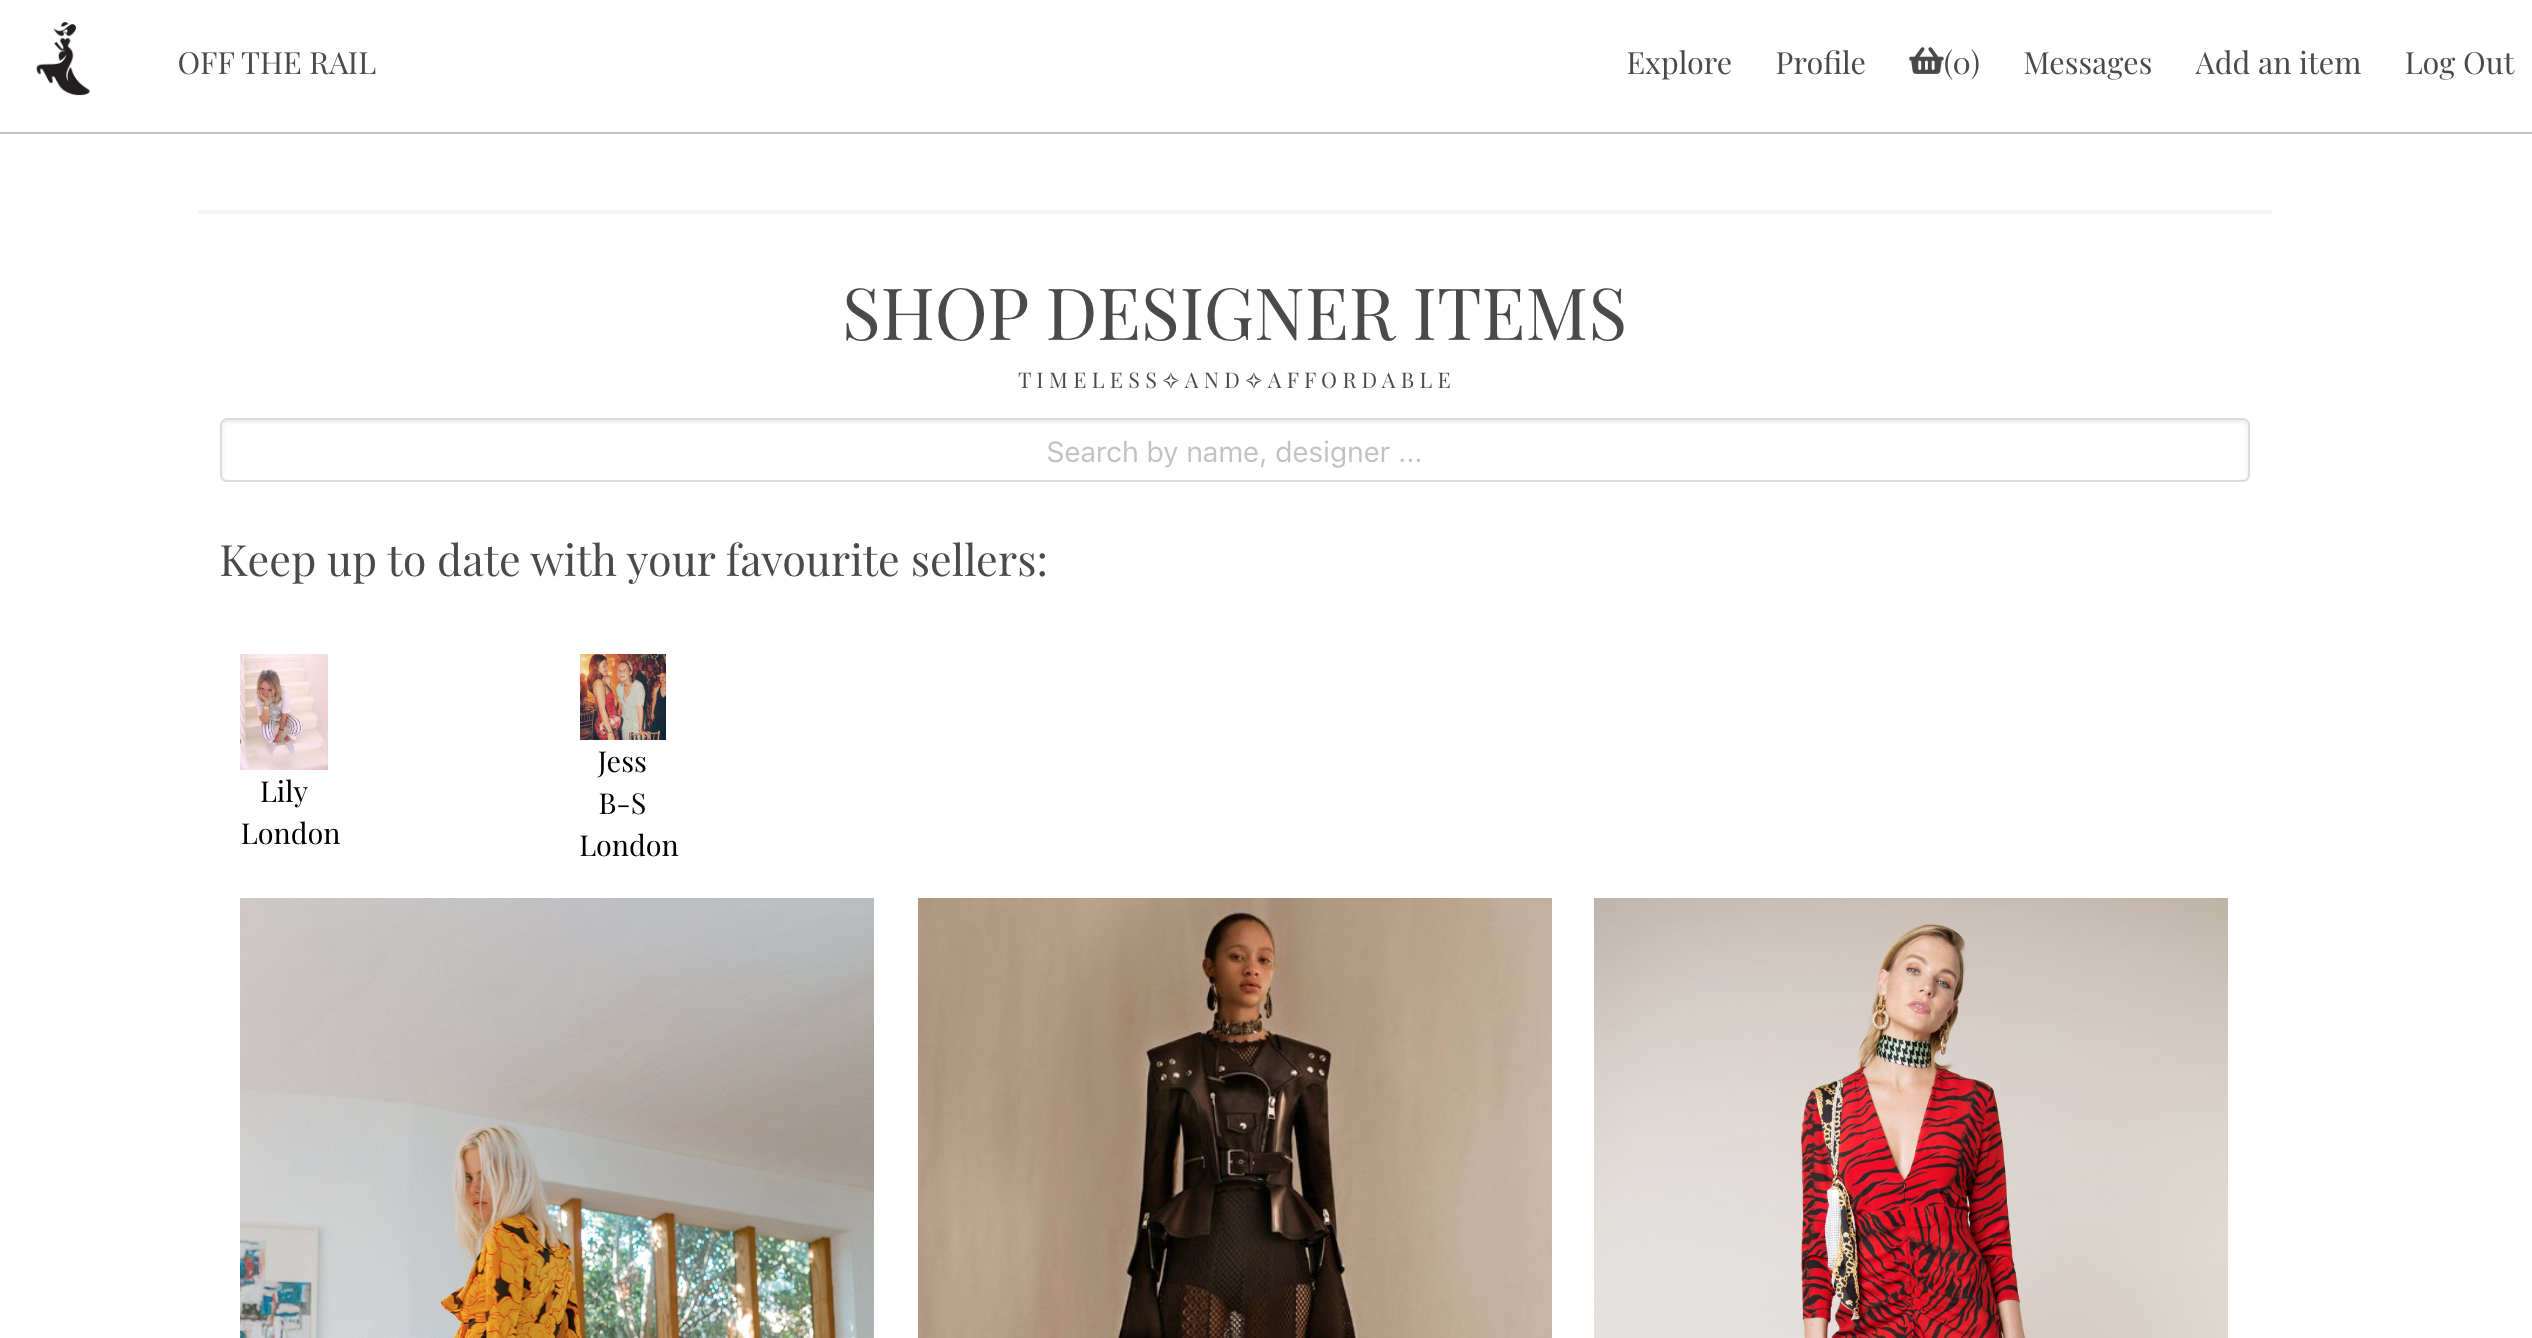 OFF THE RAIL
Explore Profile (0) Messages Add an item Log Out
SHOP DESIGNER ITEMS
TIMELESS✧AND✧AFFORDABLE
Search by name, designer ...
Keep up to date with your favourite sellers:
Lily
London
Jess
B-S
London